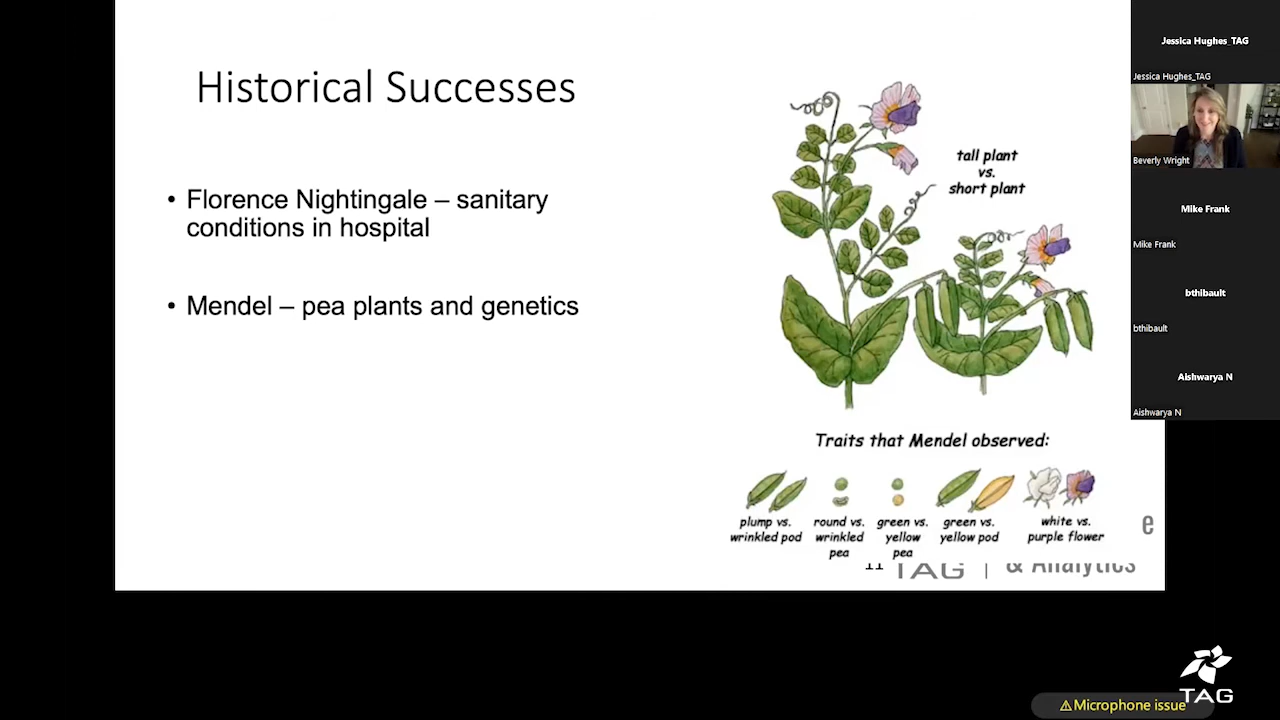 Historical Successes
• Florence Nightingale – sanitary
conditions in hospital
• Mendel – pea plants and genetics
tall plant
vs.
short plant
Traits that Mendel observed:
plump vs.
wrinkled pod
round vs.
wrinkled
pea
green vs.
yellow
pea
green vs.
yellow pod
white vs.
purple flower
e
TAG | & Analytics
Jessica Hughes_TAG
Jessica Hughes_TAG
Beverly Wright
Mike Frank
Mike Frank
bthibault
bthibault
Aishwarya N
Aishwarya N
TAG
⚠Microphone issue